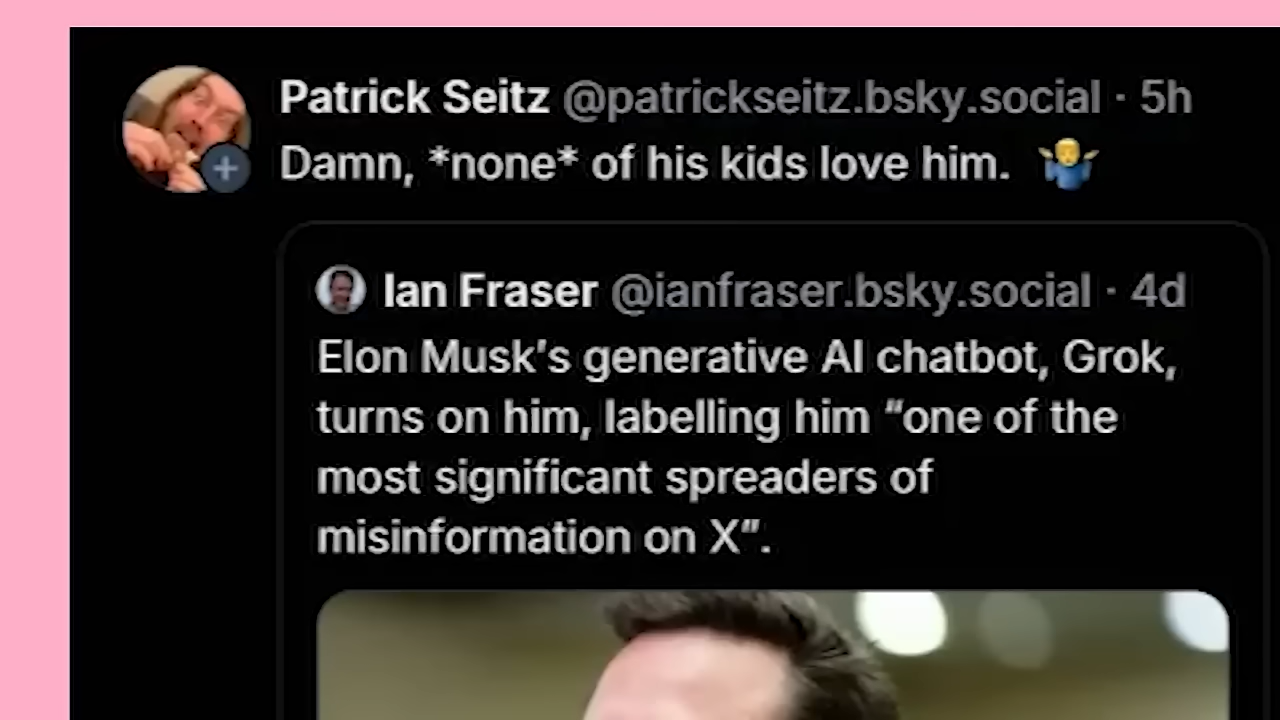 Patrick Seitz @patrickseitz.bsky.social · 5h
Damn, *none* of his kids love him. 🤷‍♂️
Ian Fraser @ianfraser.bsky.social · 4d
Elon Musk’s generative AI chatbot, Grok,
turns on him, labelling him “one of the
most significant spreaders of
misinformation on X”.